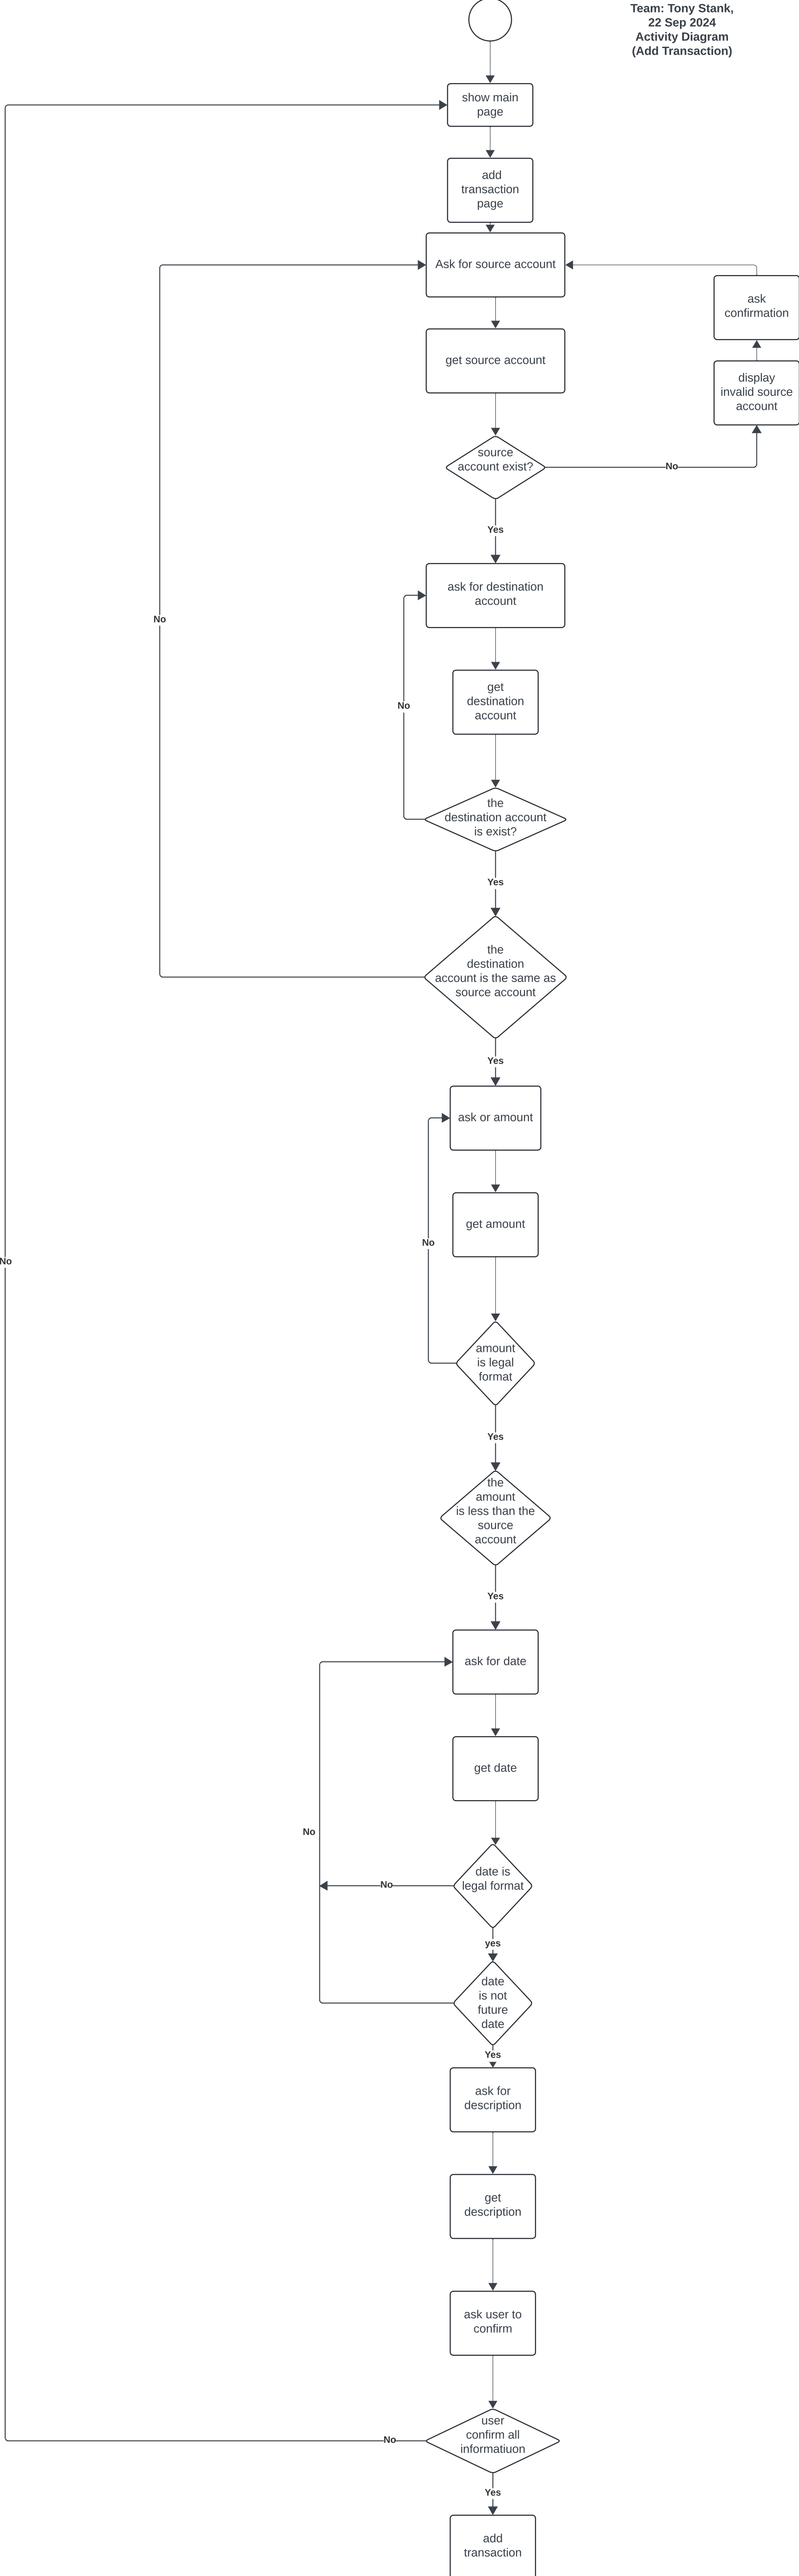 Team: Tony Stank,
22 Sep 2024
Activity Diagram
(Add Transaction)
show main
page
add
transaction
page
Ask for source account
ask
confirmation
get source account
display
invalid source
account
source
account exist?
No
Yes
ask for destination
account
No
get
destination
account
No
the
destination account
is exist?
Yes
the
destination
account is the same as
source account
Yes
ask or amount
get amount
No
No
amount
is legal
format
Yes
the
amount
is less than the
source
account
Yes
ask for date
get date
No
date is
legal format
No
yes
date
is not
future
date
Yes
ask for
description
get
description
ask user to
confirm
user
confirm all
informatiuon
No
Yes
add
transaction